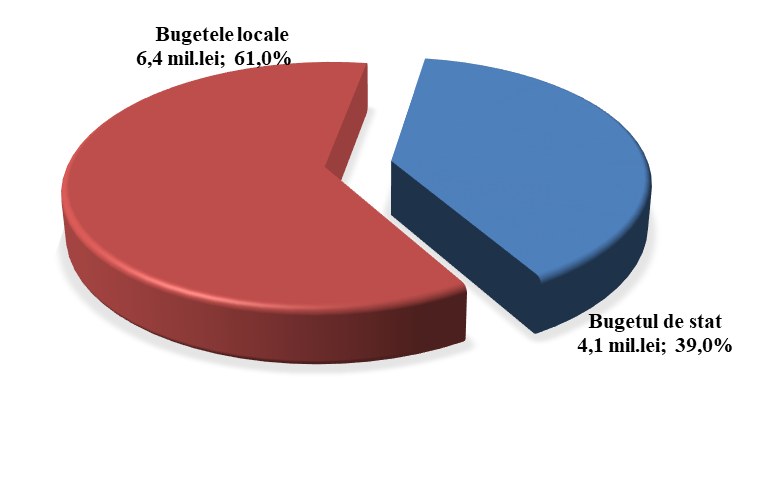 Bugetele locale
6,4 mil.lei;  61,0%
Bugetul de stat
4,1 mil.lei;  39,0%